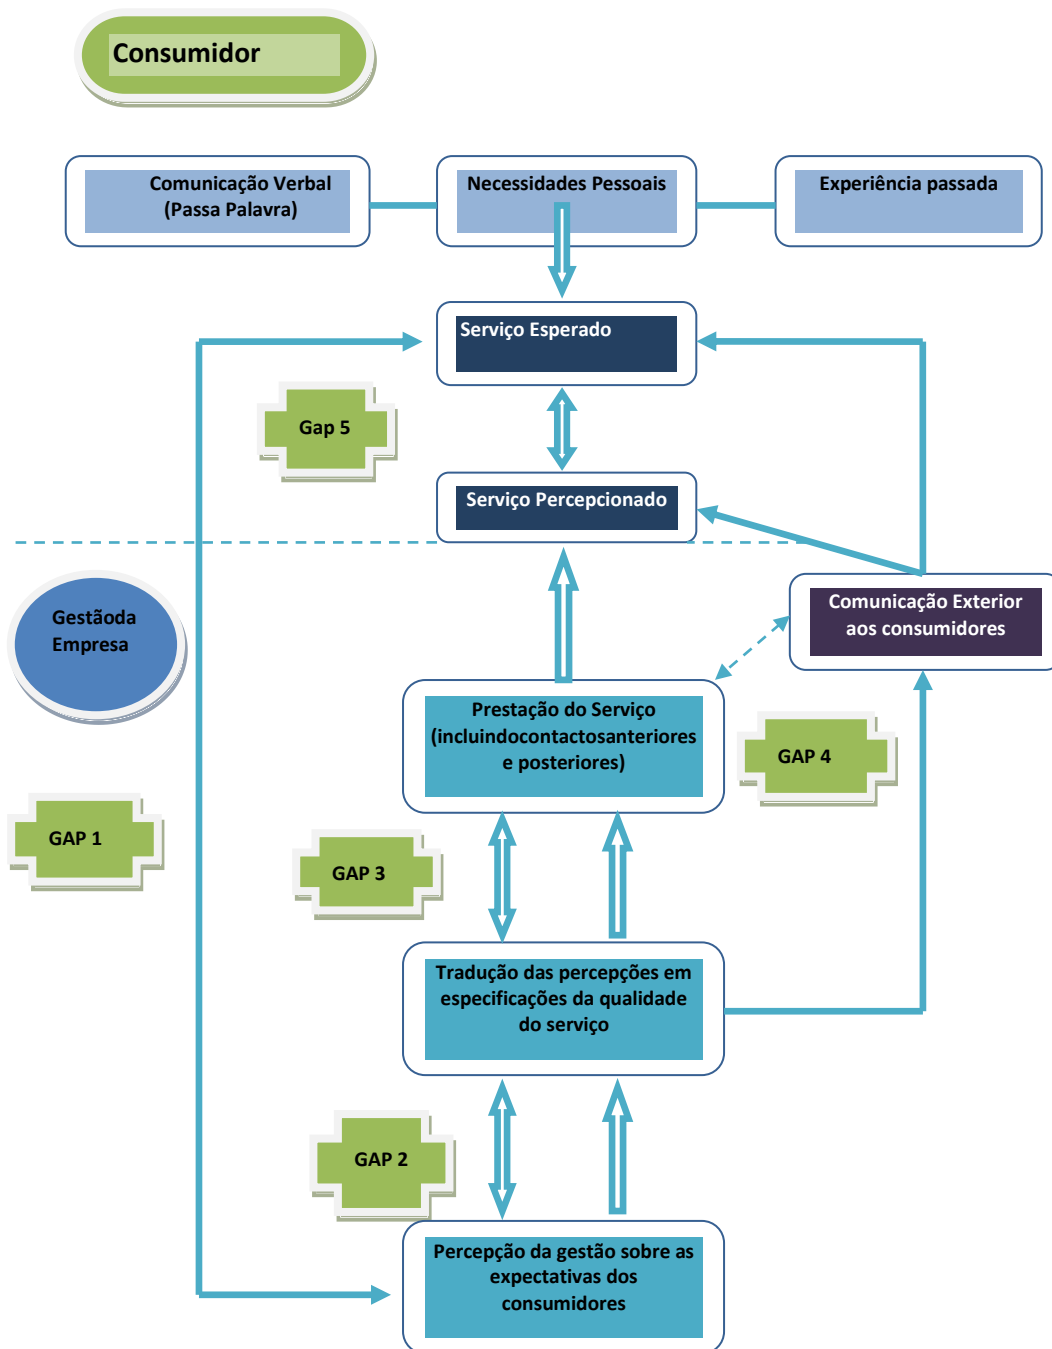 Consumidor
Comunicação Verbal
(Passa Palavra)
Necessidades Pessoais
Experiência passada
Serviço Esperado
Gap 5
Serviço Percepcionado
Gestãoda
Empresa
Comunicação Exterior
aos consumidores
Prestação do Serviço
(incluindocontactosanteriores
e posteriores)
GAP 4
GAP 1
GAP 3
Tradução das percepções em
especificações da qualidade
do serviço
GAP 2
Percepção da gestão sobre as
expectativas dos
consumidores